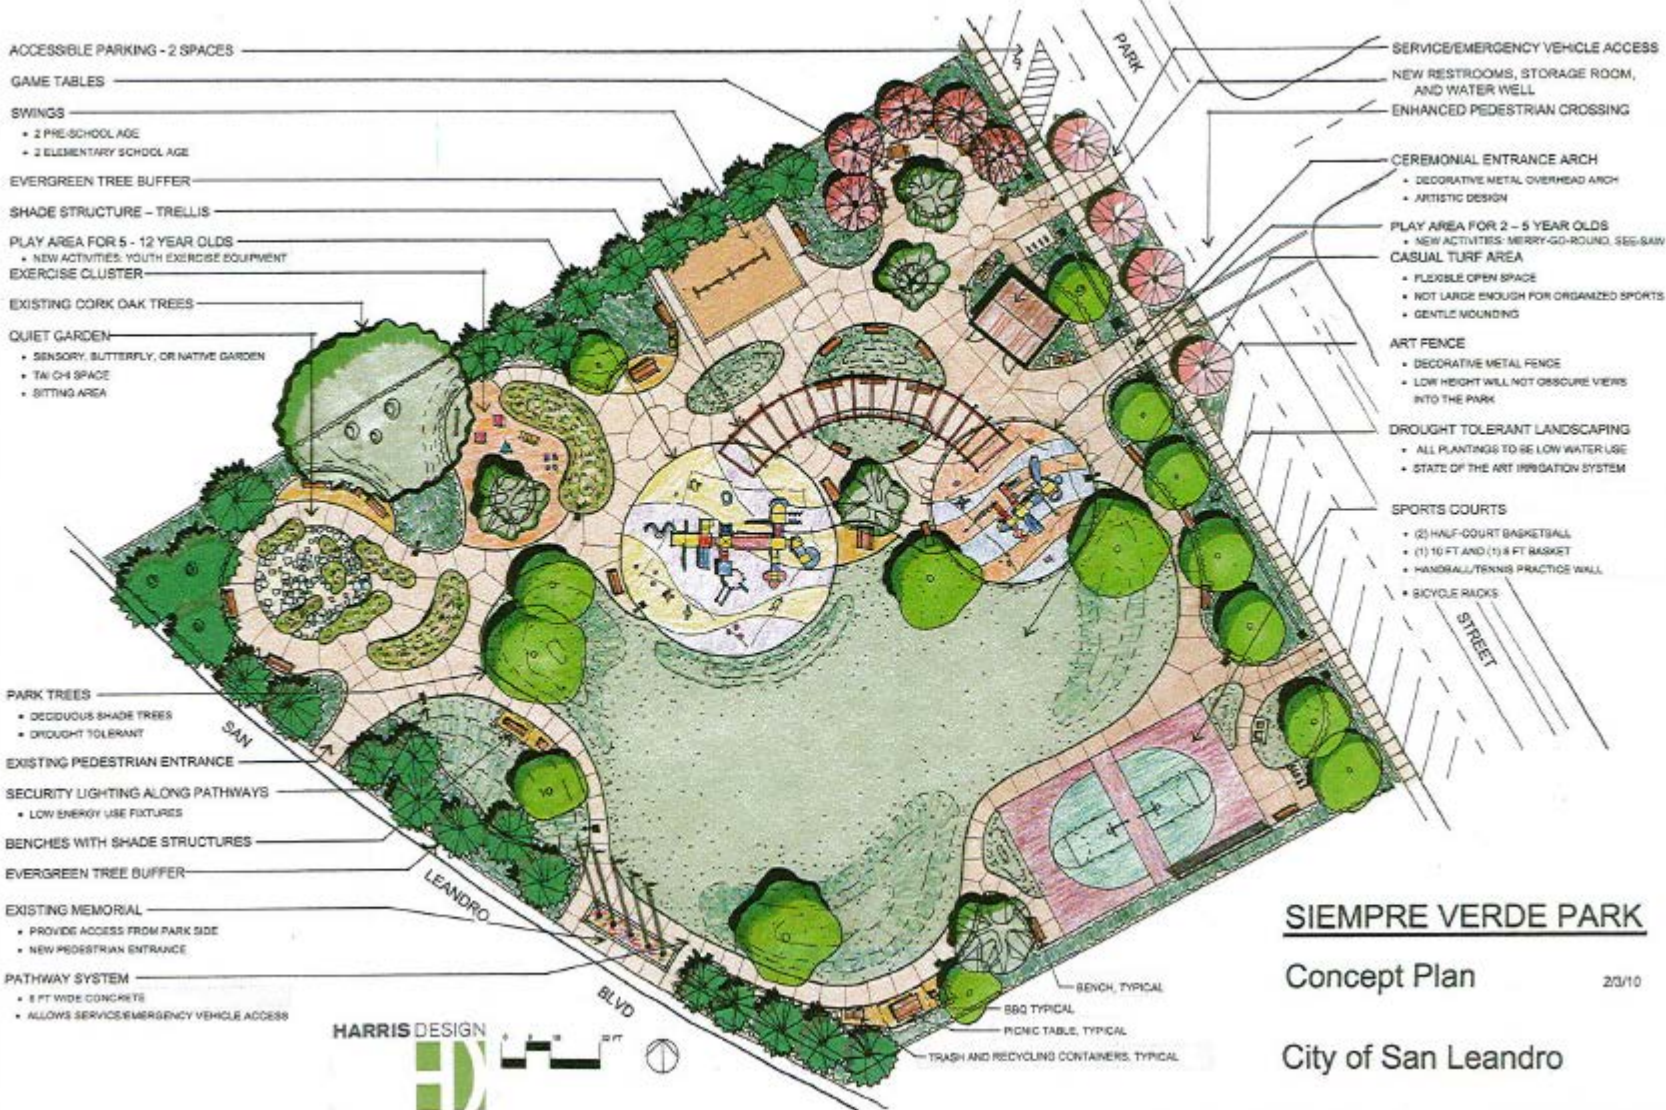 ACCESSIBLE PARKING - 2 SPACES
GAME TABLES
SWINGS
• 2 PRE-SCHOOL AGE
• 2 ELEMENTARY SCHOOL AGE
EVERGREEN TREE BUFFER
SHADE STRUCTURE – TRELLIS
PLAY AREA FOR 5 - 12 YEAR OLDS
• NEW ACTIVITIES: YOUTH EXERCISE EQUIPMENT
EXERCISE CLUSTER
EXISTING CORK OAK TREES
QUIET GARDEN
• SENSORY, BUTTERFLY, OR NATIVE GARDEN
• TAI CHI SPACE
• SITTING AREA
PARK TREES
• DECIDUOUS SHADE TREES
• DROUGHT TOLERANT
EXISTING PEDESTRIAN ENTRANCE
SECURITY LIGHTING ALONG PATHWAYS
• LOW ENERGY USE FIXTURES
BENCHES WITH SHADE STRUCTURES
EVERGREEN TREE BUFFER
EXISTING MEMORIAL
• PROVIDE ACCESS FROM PARK SIDE
• NEW PEDESTRIAN ENTRANCE
PATHWAY SYSTEM
• 8 FT WIDE CONCRETE
• ALLOWS SERVICE/EMERGENCY VEHICLE ACCESS
SAN
LEANDRO
BLVD
PARK
STREET
SERVICE/EMERGENCY VEHICLE ACCESS
NEW RESTROOMS, STORAGE ROOM,
AND WATER WELL
ENHANCED PEDESTRIAN CROSSING
CEREMONIAL ENTRANCE ARCH
• DECORATIVE METAL OVERHEAD ARCH
• ARTISTIC DESIGN
PLAY AREA FOR 2 – 5 YEAR OLDS
• NEW ACTIVITIES: MERRY-GO-ROUND, SEE-SAW
CASUAL TURF AREA
• FLEXIBLE OPEN SPACE
• NOT LARGE ENOUGH FOR ORGANIZED SPORTS
• GENTLE MOUNDING
ART FENCE
• DECORATIVE METAL FENCE
• LOW HEIGHT WILL NOT OBSCURE VIEWS
INTO THE PARK
DROUGHT TOLERANT LANDSCAPING
• ALL PLANTINGS TO BE LOW WATER USE
• STATE OF THE ART IRRIGATION SYSTEM
SPORTS COURTS
• (2) HALF-COURT BASKETBALL
• (1) 10 FT AND (1) 8 FT BASKET
• HANDBALL/TENNIS PRACTICE WALL
• BICYCLE RACKS
BENCH, TYPICAL
BBQ TYPICAL
PICNIC TABLE, TYPICAL
TRASH AND RECYCLING CONTAINERS, TYPICAL
HARRIS DESIGN
HD
0 8 16 32 FT
SIEMPRE VERDE PARK
Concept Plan 2/3/10
City of San Leandro